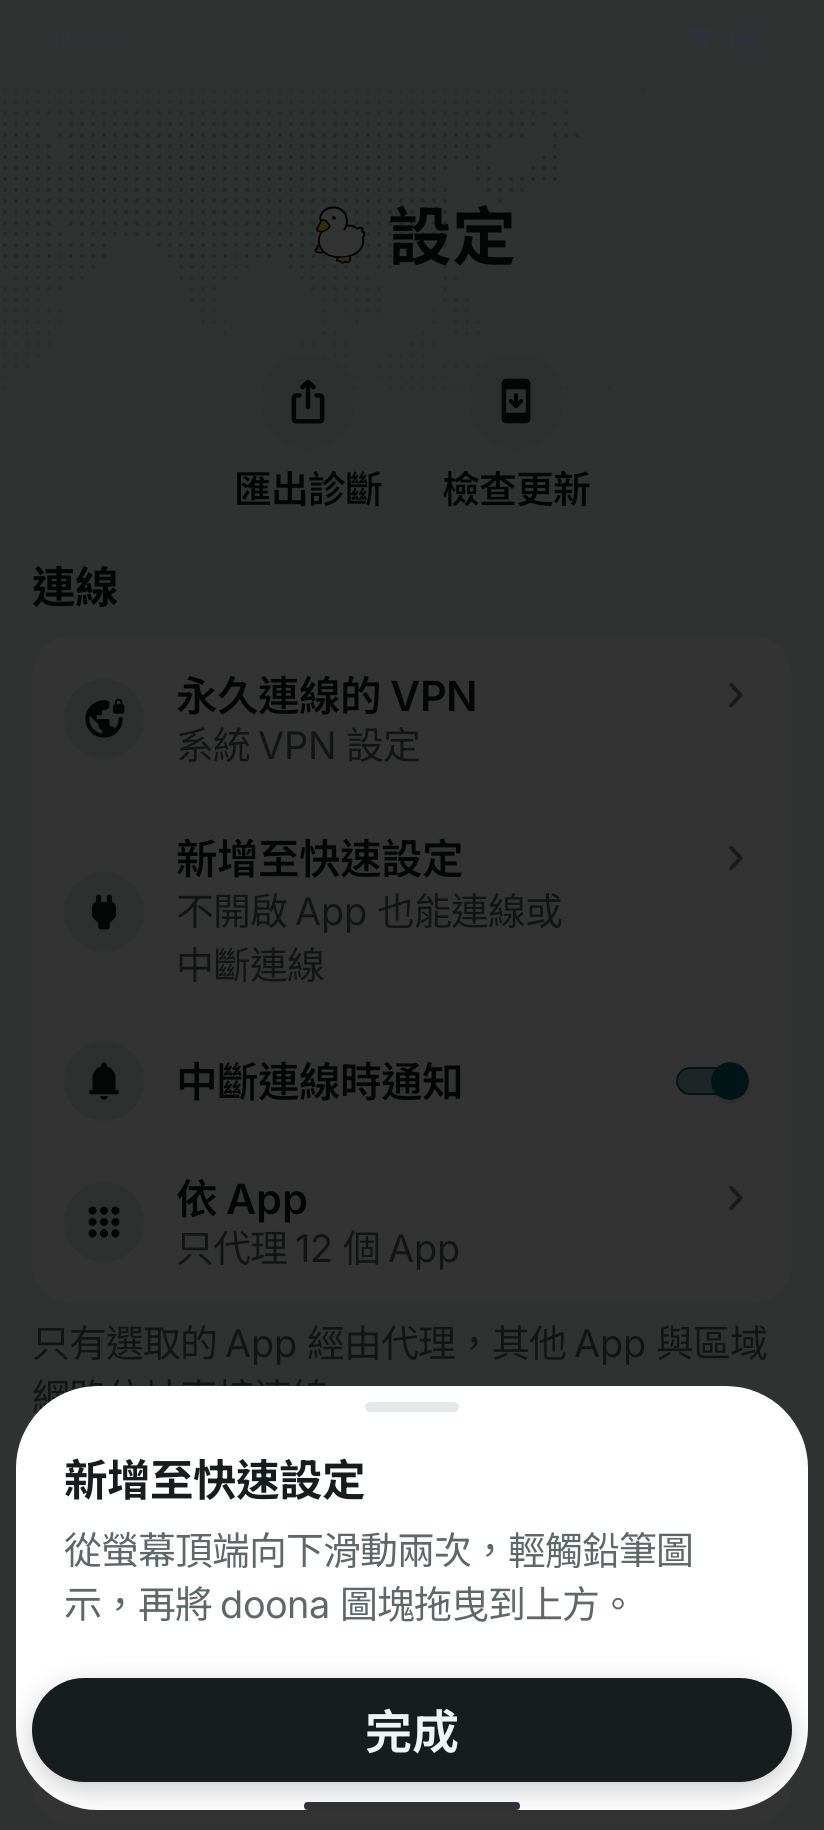 設定
匯出診斷
檢查更新
連線
永久連線的 VPN
系統 VPN 設定
新增至快速設定
不開啟 App 也能連線或
中斷連線
中斷連線時通知
依 App
只代理 12 個 App
只有選取的 App 經由代理，其他 App 與區域
新增至快速設定
從螢幕頂端向下滑動兩次，輕觸鉛筆圖
示，再將 doona 圖塊拖曳到上方。
完成